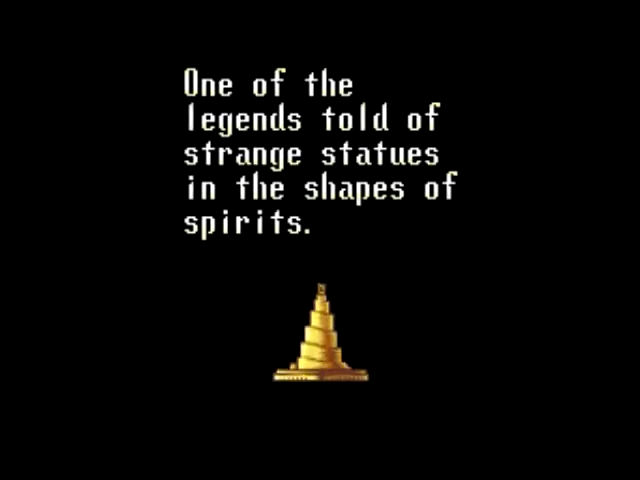 One of the
legends told of
strange statues
in the shapes of
spirits.